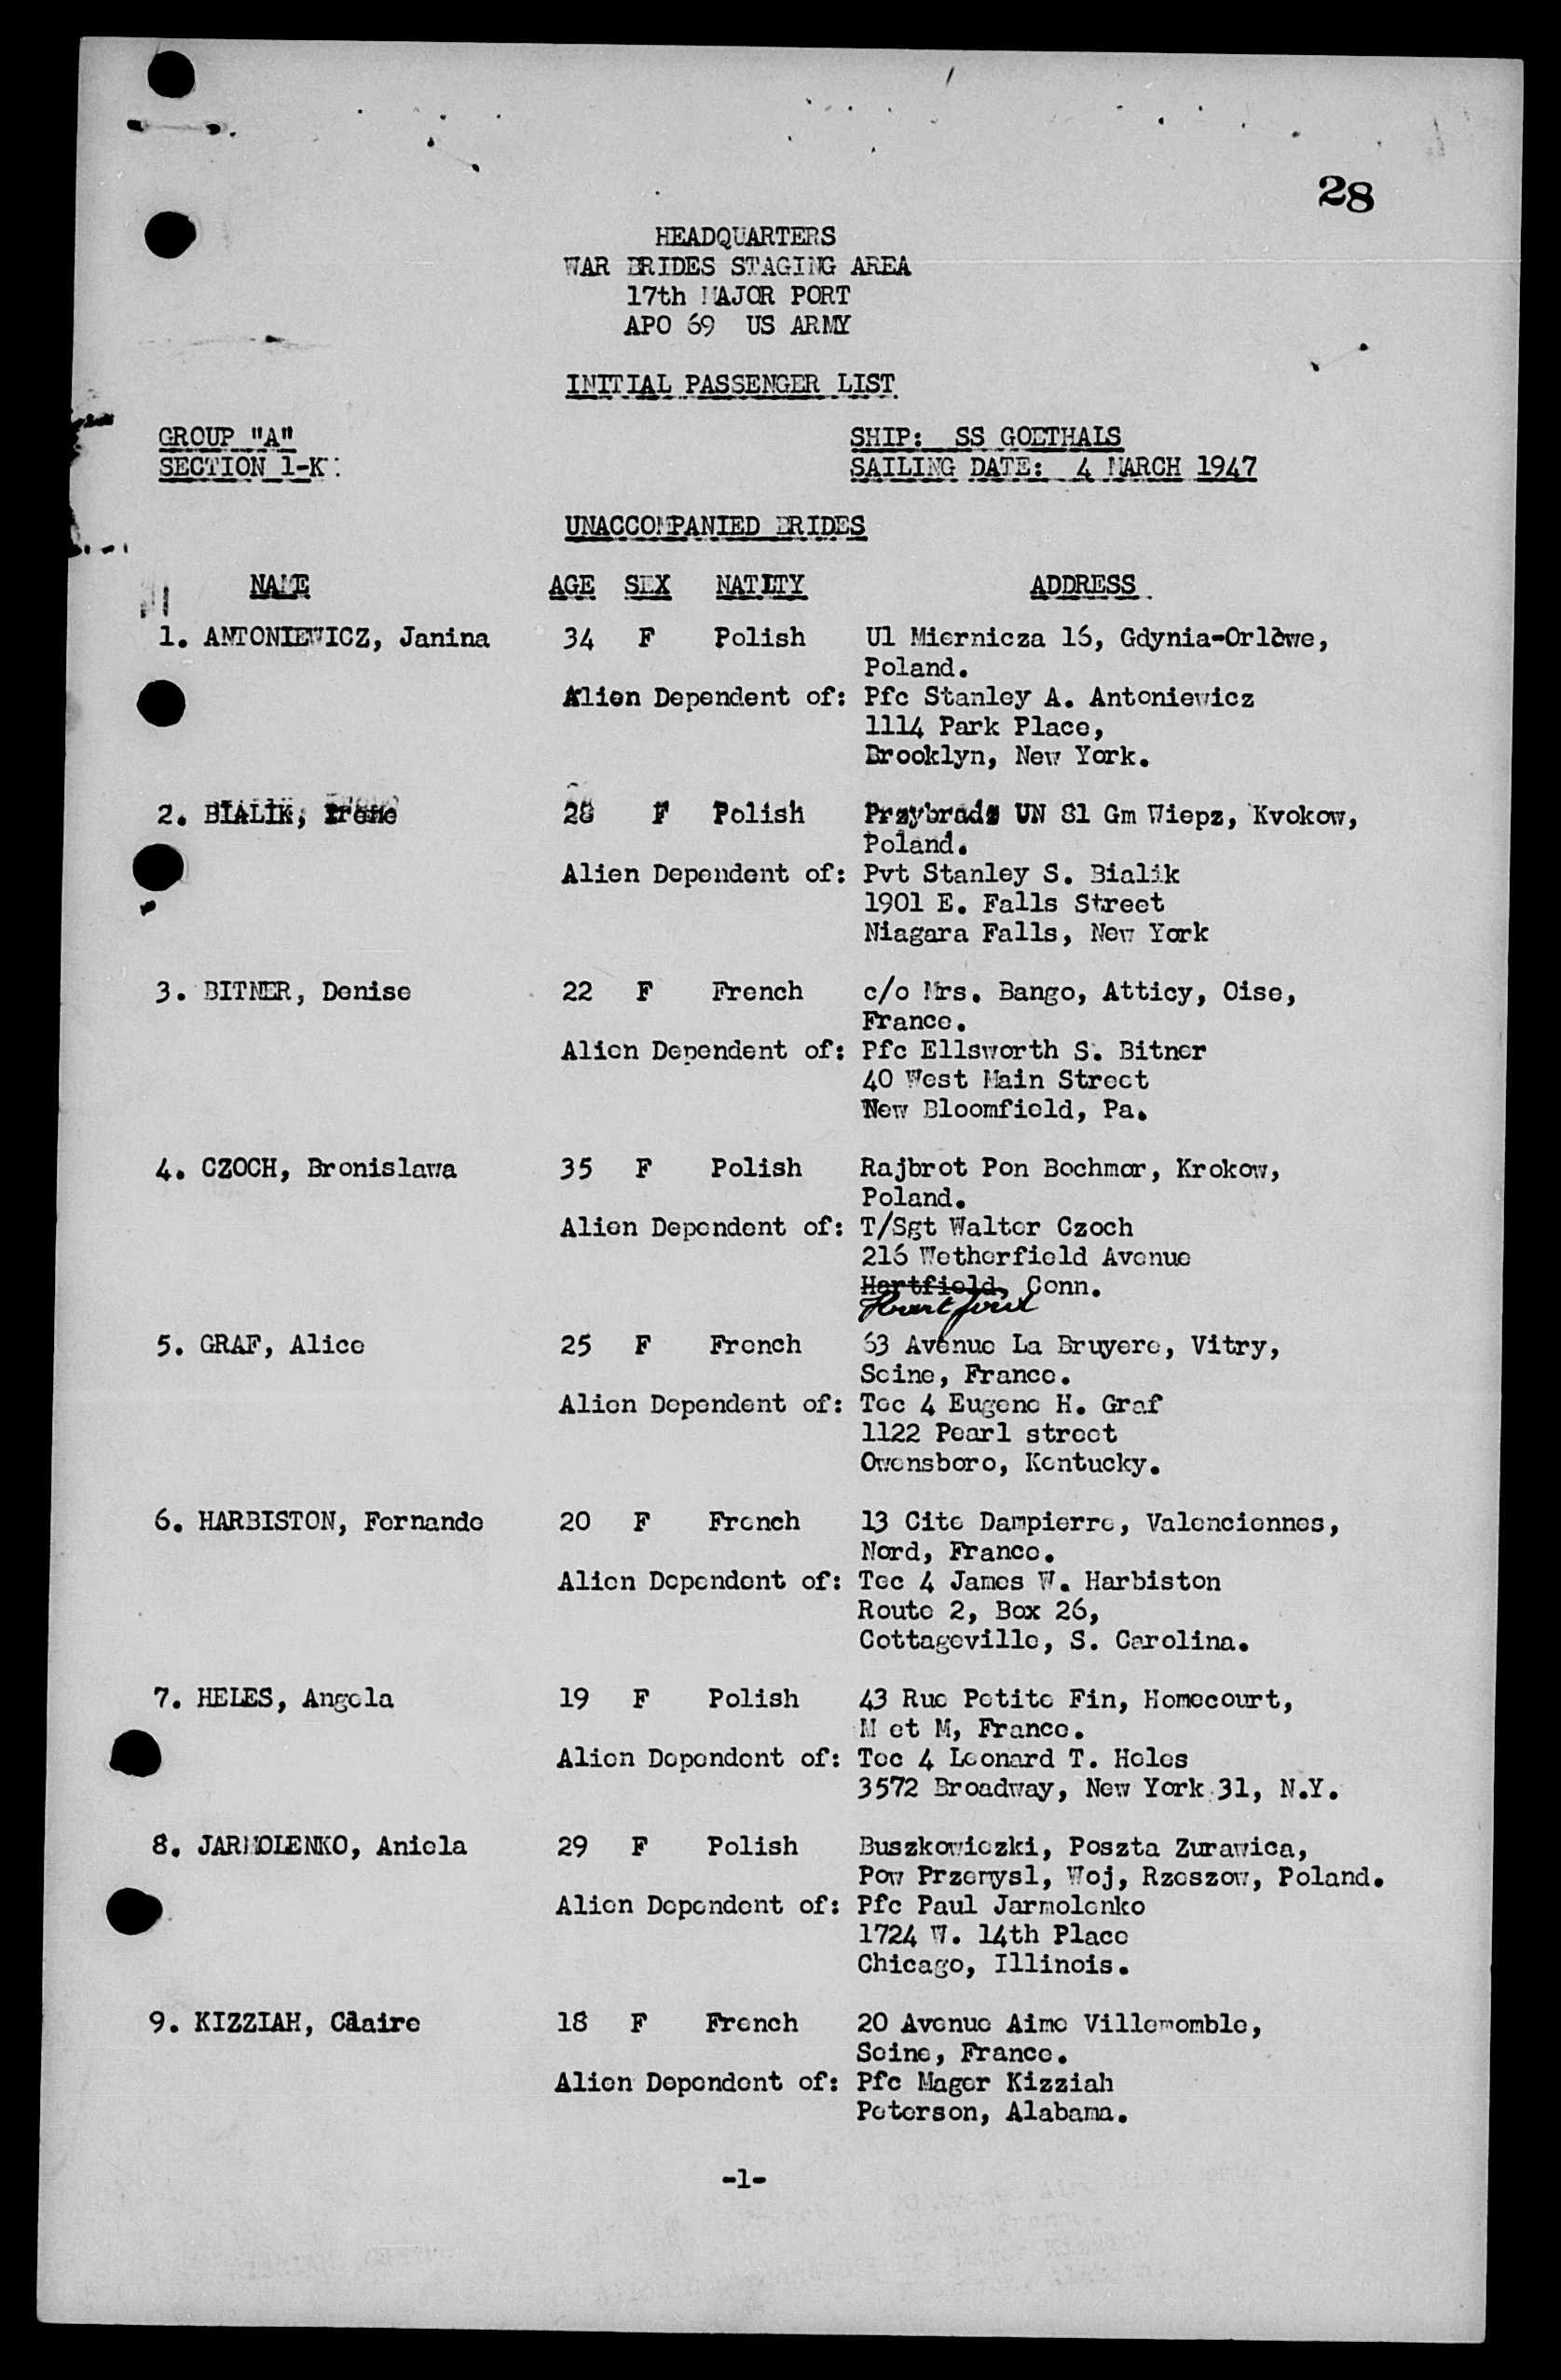 28
HEADQUARTERS
WAR BRIDES STAGING AREA
17th MAJOR PORT
APO 69 US ARMY
INITIAL PASSENGER LIST
GROUP "A" SHIP: SS GOETHALS
SECTION 1-K SAILING DATE: 4 MARCH 1947
UNACCOMPANIED BRIDES
NAME AGE SEX NATLTY ADDRESS
1. ANTONIEWICZ, Janina 34 F Polish Ul Miernicza 16, Gdynia-Orlowe,
Poland.
Alien Dependent of: Pfc Stanley A. Antoniewicz
1114 Park Place,
Brooklyn, New York.
2. BIALIK, Irene 28 F Polish Przybrads UN 81 Gm Wiepz, Kvokow,
Poland.
Alien Dependent of: Pvt Stanley S. Bialik
1901 E. Falls Street
Niagara Falls, New York
3. BITNER, Denise 22 F French c/o Mrs. Bango, Atticy, Oise,
France.
Alien Dependent of: Pfc Ellsworth S. Bitner
40 West Main Street
New Bloomfield, Pa.
4. CZOCH, Bronislawa 35 F Polish Rajbrot Pon Bochmor, Krokow,
Poland.
Alien Dependent of: T/Sgt Walter Czoch
216 Wetherfield Avenue
Hartfield, Conn.
Hartford
5. GRAF, Alice 25 F French 63 Avenue La Bruyere, Vitry,
Seine, France.
Alien Dependent of: Tec 4 Eugene H. Graf
1122 Pearl street
Owensboro, Kentucky.
6. HARBISTON, Fernande 20 F French 13 Cite Dampierre, Valenciennes,
Nord, France.
Alien Dependent of: Tec 4 James W. Harbiston
Route 2, Box 26,
Cottageville, S. Carolina.
7. HELES, Angela 19 F Polish 43 Rue Petite Fin, Homecourt,
M et M, France.
Alien Dependent of: Tec 4 Leonard T. Heles
3572 Broadway, New York 31, N.Y.
8. JARMOLENKO, Aniela 29 F Polish Buszkowiczki, Poszta Zurawica,
Pow Przemysl, Woj, Rzeszow, Poland.
Alien Dependent of: Pfc Paul Jarmolenko
1724 W. 14th Place
Chicago, Illinois.
9. KIZZIAH, Claire 18 F French 20 Avenue Aime Villemomble,
Seine, France.
Alien Dependent of: Pfc Mager Kizziah
Peterson, Alabama.
-1-